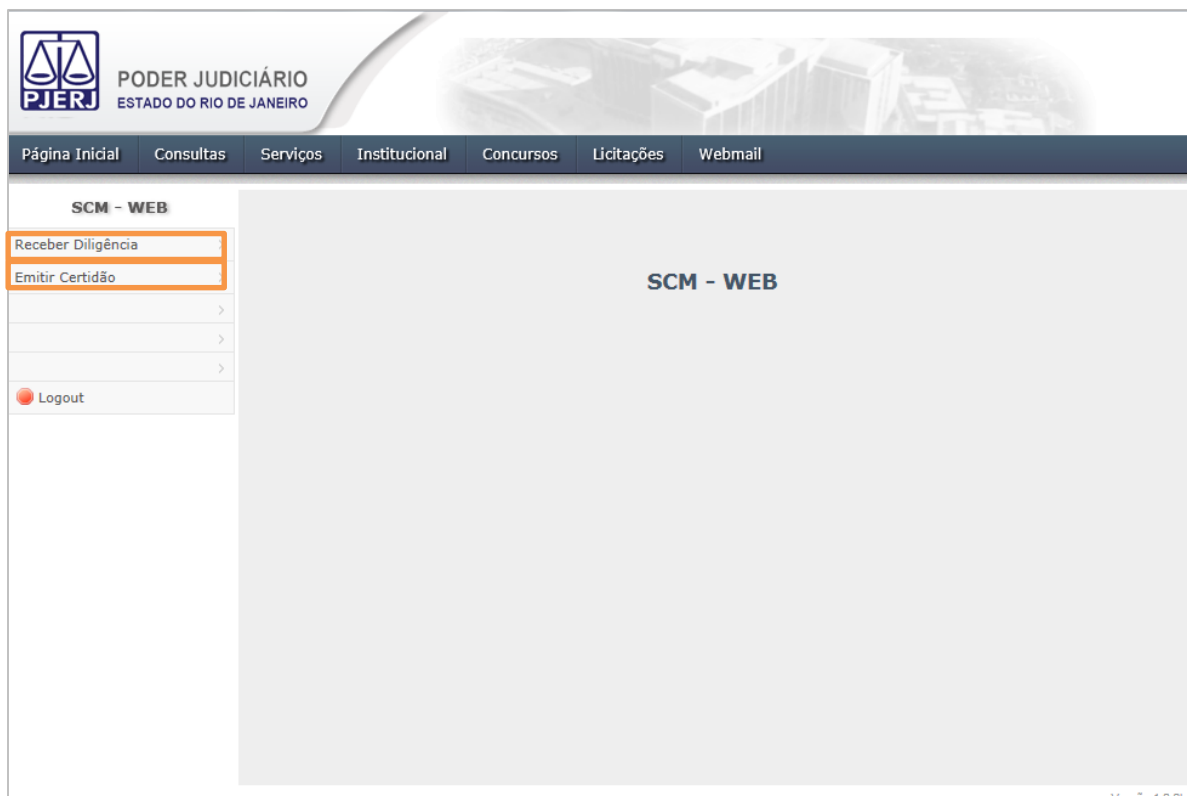 PJERJ
PODER JUDICIÁRIO
ESTADO DO RIO DE JANEIRO
Página Inicial Consultas Serviços Institucional Concursos Licitações Webmail
SCM - WEB
Receber Diligência
Emitir Certidão
Logout
SCM - WEB